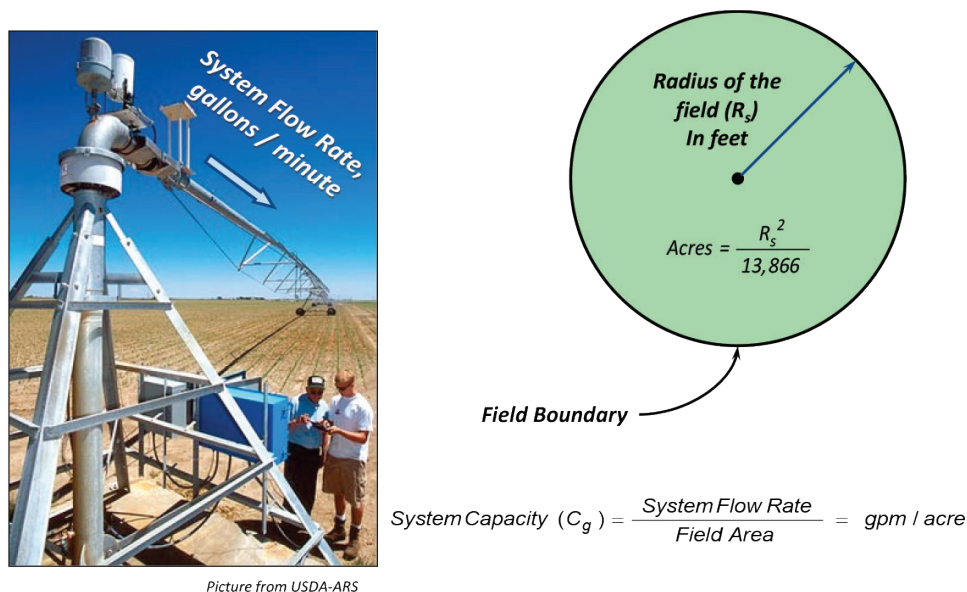 System Flow Rate,
gallons / minute
Radius of the
field (Rs)
In feet
Acres = Rs² / 13,866
Field Boundary
System Capacity (Cg) = System Flow Rate / Field Area = gpm / acre
Picture from USDA-ARS